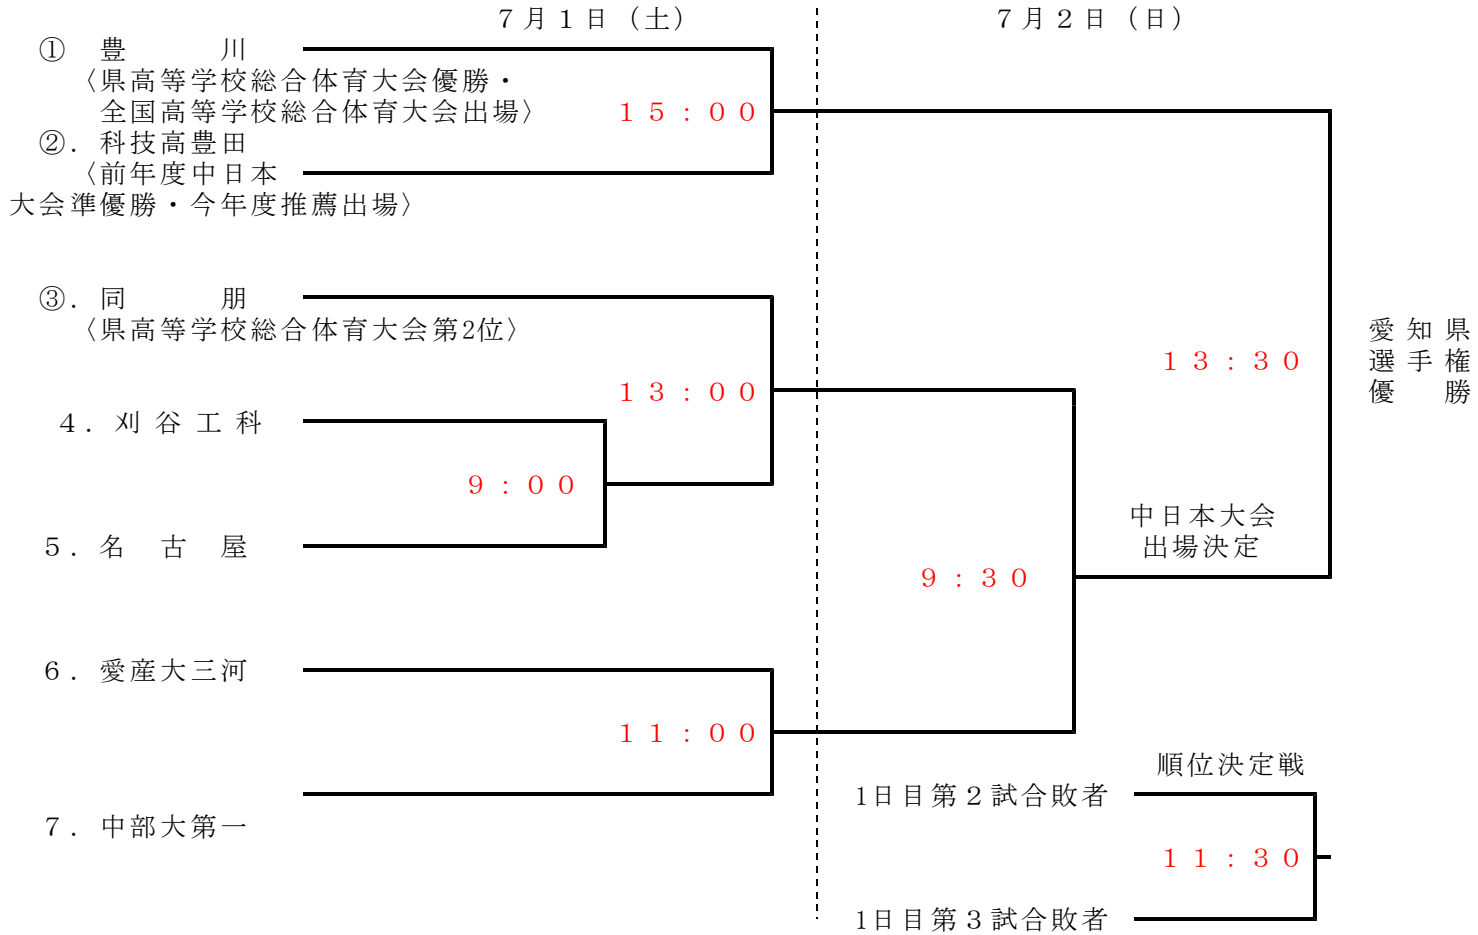 ７月１日（土）
７月２日（日）
①　豊　　　川
〈県高等学校総合体育大会優勝・
全国高等学校総合体育大会出場〉
１５：００
②．科技高豊田
〈前年度中日本
大会準優勝・今年度推薦出場〉
③．同　　　朋
〈県高等学校総合体育大会第2位〉
１３：００
４．刈谷工科
９：００
５．名　古　屋
６．愛産大三河
１１：００
７．中部大第一
９：３０
１３：３０
中日本大会
出場決定
愛知県
選手権
優　勝
順位決定戦
1日目第２試合敗者
１１：３０
1日目第３試合敗者